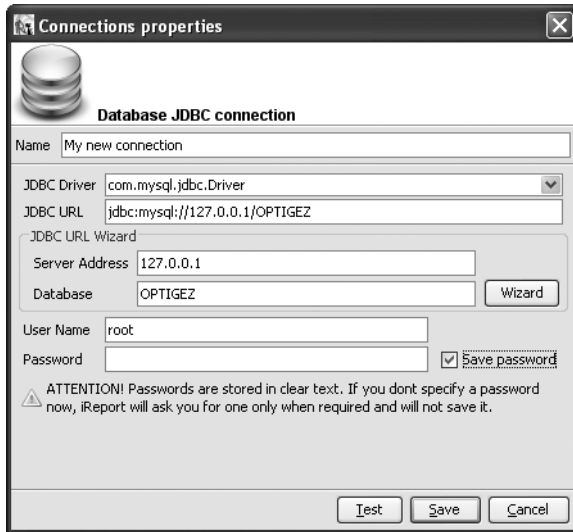 Connections properties
Database JDBC connection
Name My new connection
JDBC Driver com.mysql.jdbc.Driver
JDBC URL jdbc:mysql://127.0.0.1/OPTIGEZ
JDBC URL Wizard
Server Address 127.0.0.1
Database OPTIGEZ Wizard
User Name root
Password Save password
ATTENTION! Passwords are stored in clear text. If you dont specify a password
now, iReport will ask you for one only when required and will not save it.
Test Save Cancel